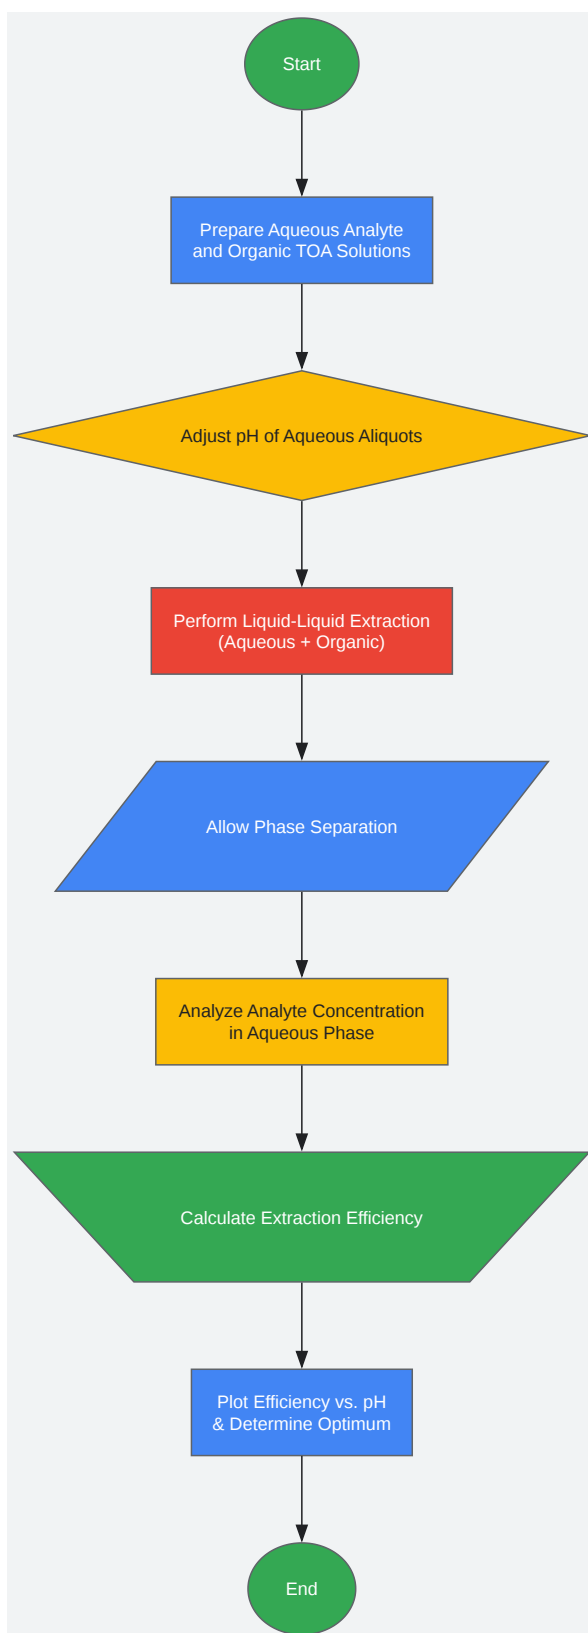 Start
Prepare Aqueous Analyte
and Organic TOA Solutions
Adjust pH of Aqueous Aliquots
Perform Liquid-Liquid Extraction
(Aqueous + Organic)
Allow Phase Separation
Analyze Analyte Concentration
in Aqueous Phase
Calculate Extraction Efficiency
Plot Efficiency vs. pH
& Determine Optimum
End